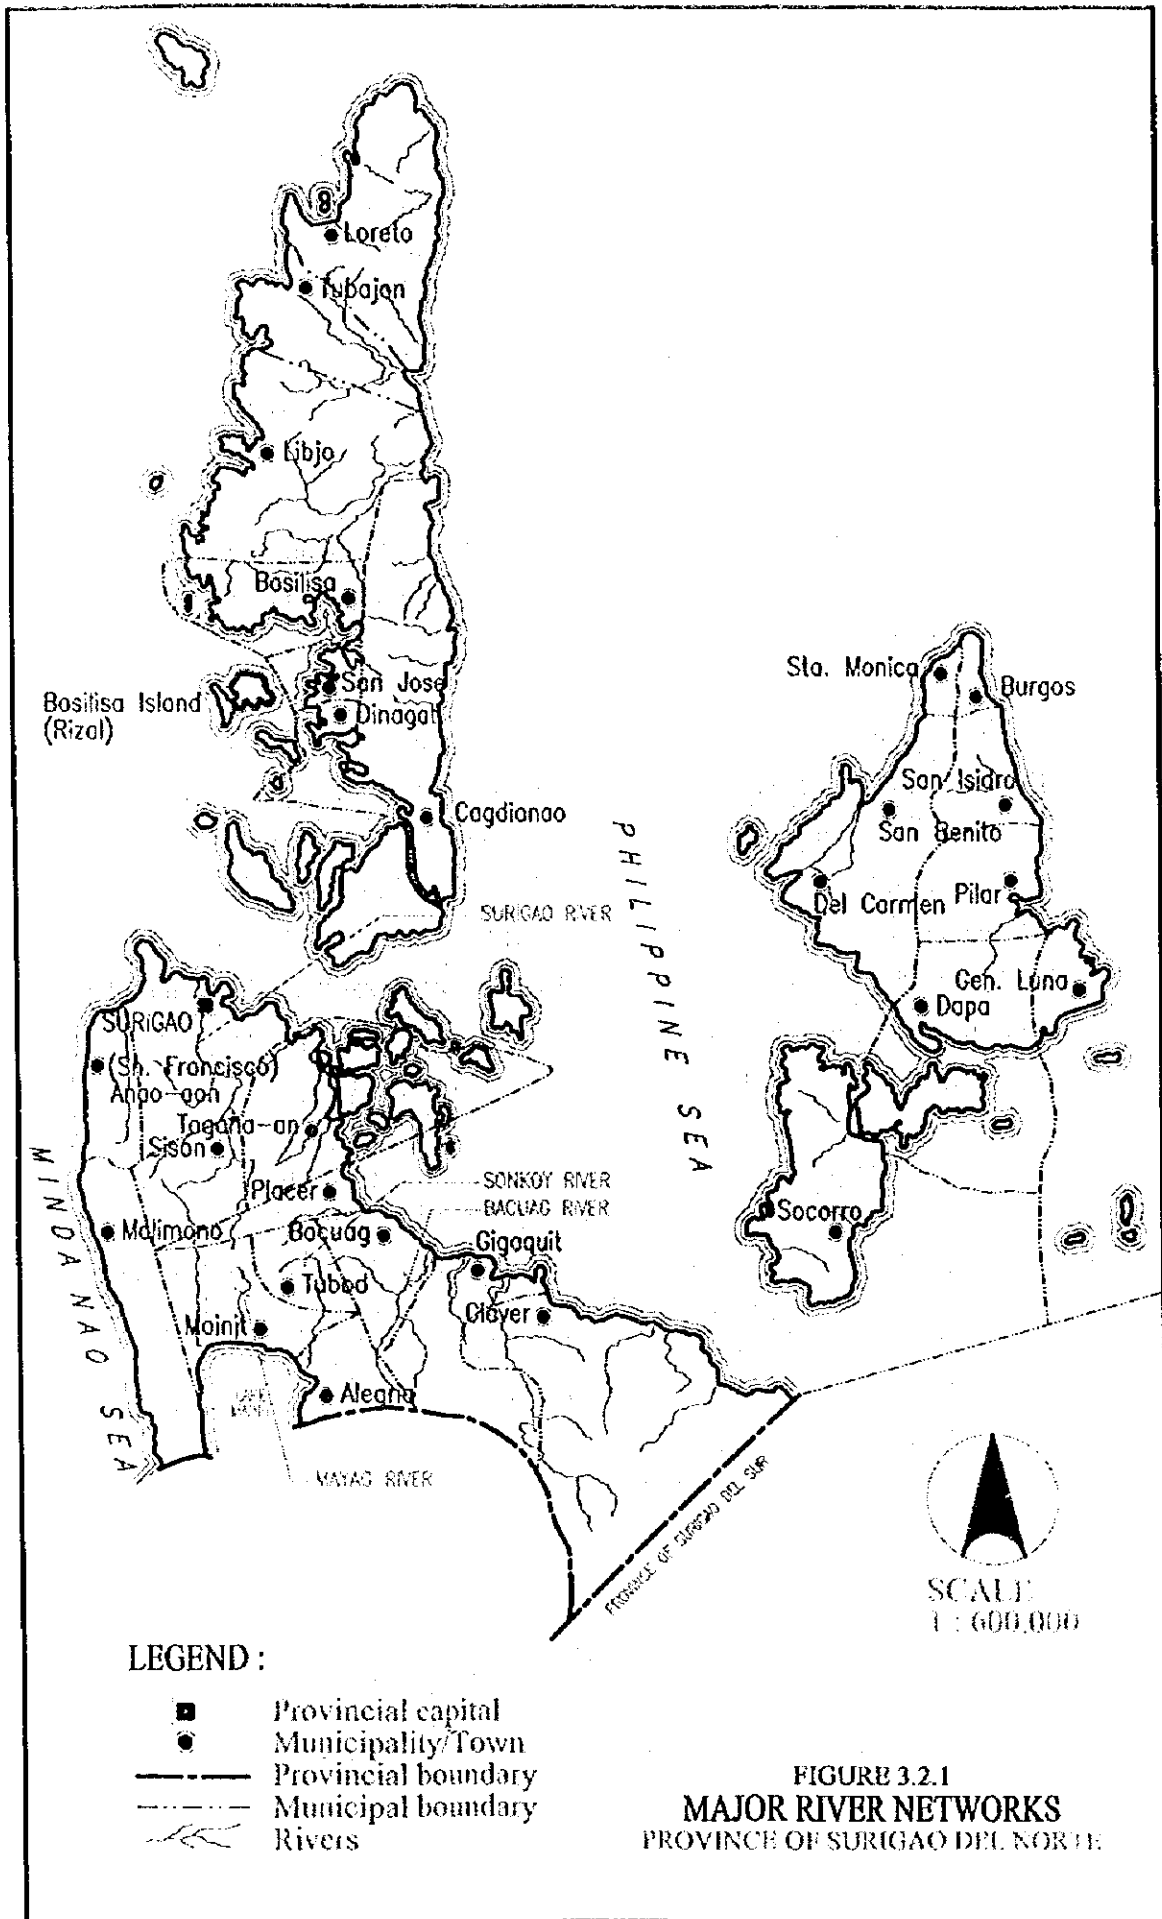 Loreto
Tubajon
Libjo
Basilisa
San Jose
Basilisa Island
(Rizal)
Dinagat
Cagdianao
Sta. Monica
Burgos
San Isidro
San Benito
Del Carmen
Pilar
Gen. Luna
Dapa
PHILIPPINE SEA
SURIGAO RIVER
SURIGAO
(Sn. Francisco)
Anao-aon
Tagana-an
Sison
Placer
SONKOY RIVER
BACUAG RIVER
Malimono
Bacuag
Gigaquit
Socorro
Tubod
Claver
Mainit
Alegria
MINDANAO SEA
MAYAG RIVER
PROVINCE OF SURIGAO DEL SUR
SCALE
1 : 600,000
LEGEND :
Provincial capital
Municipality/Town
Provincial boundary
Municipal boundary
Rivers
FIGURE 3.2.1
MAJOR RIVER NETWORKS
PROVINCE OF SURIGAO DEL NORTE